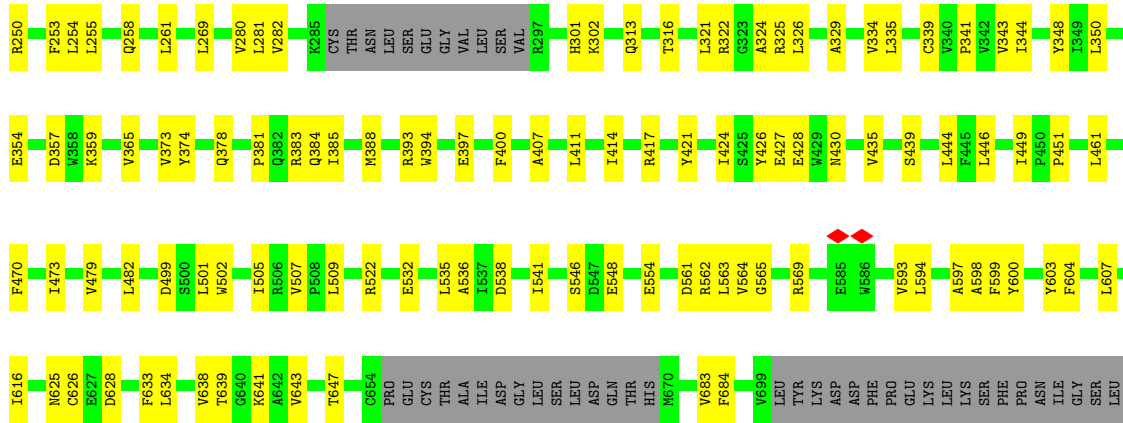 R250 F253 L254 L255 Q258 L261 L269 V280 L281 V282 K285 CYS THR ASN LEU SER GLU GLY VAL LEU SER VAL R297 H301 K302 Q313 T316 L321 R322 G323 A324 R325 L326 A329 V334 L335 C339 V340 P341 V342 V343 I344 Y348 I349 L350
E354 D357 W358 K359 V365 V373 Y374 Q378 P381 Q382 R383 Q384 I385 M388 R393 W394 E397 F400 A407 L411 I414 R417 Y421 I424 S425 Y426 E427 E428 W429 N430 V435 S439 L444 F445 L446 I449 P450 P451 L461
F470 I473 V479 L482 D499 S500 L501 W502 I505 R506 V507 P508 L509 R522 E532 L535 A536 I537 D538 I541 S546 D547 E548 E554 D561 R562 L563 V564 G565 R569 E585 W586 V593 L594 A597 A598 F599 Y600 Y603 F604 L607
I616 N625 C626 E627 D628 F633 L634 V638 T639 G640 K641 A642 V643 T647 C654 PRO GLU CYS THR ALA ILE ASP GLY LEU SER LEU ASP GLN THR HIS M670 V683 F684 V699 LEU TYR LYS ASP ASP PHE PRO GLU LYS LEU LYS SER PHE PRO ASN ILE GLY SER LEU